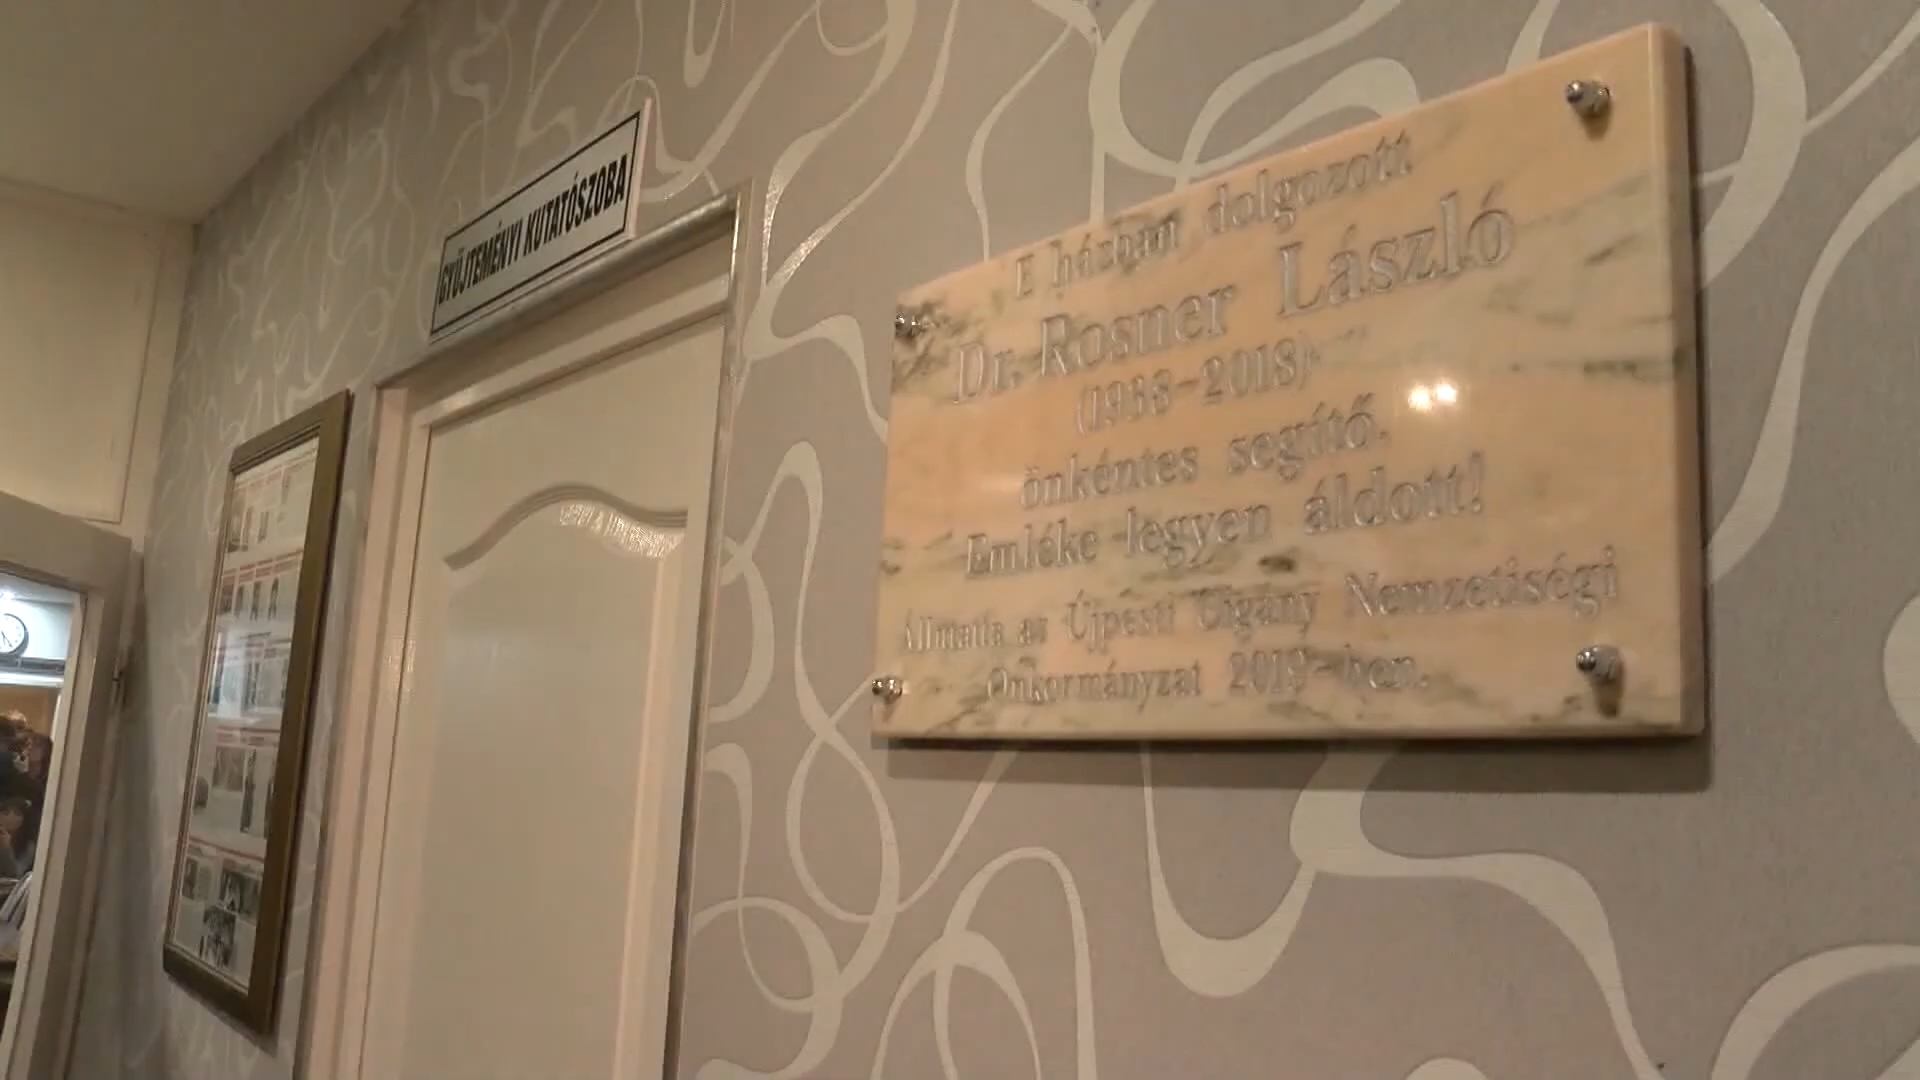 GYŰJTEMÉNYI KUTATÓSZOBA
E házban dolgozott
Dr. Rosner László
(1938-2018)
önkéntes segítő.
Emléke legyen áldott!
Állíttatta az Újpesti Cigány Nemzetiségi
Önkormányzat 2019-ben.